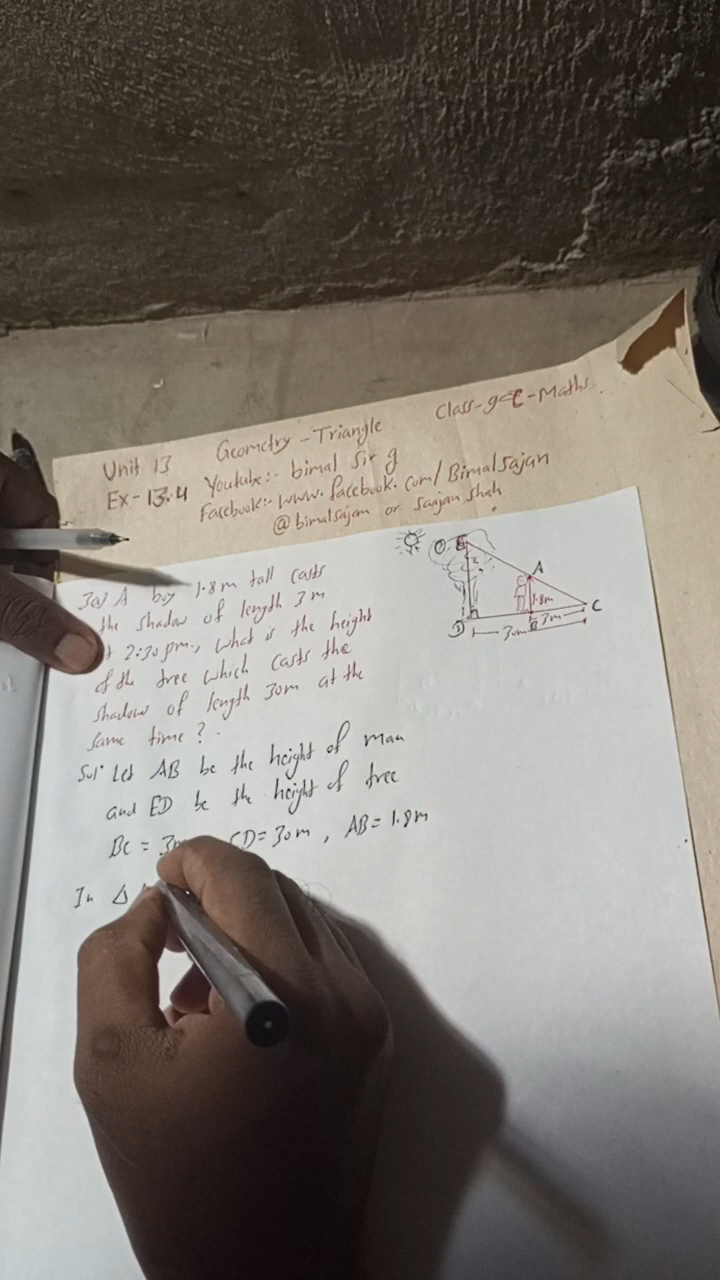 Unit 13 Geometry - Triangle Class-9 - Maths
Ex- 13.4 Youtube:- bimal Sir g
Facebook:- www.facebook.com/Bimalsajan
@bimalsajan or Sanjan Shah
3a) A boy 1.8m tall casts
the shadow of length 3m
2:30 pm., what is the height
of the tree which casts the
shadow of length 30m at the
same time?
Solⁿ Let AB be the height of man
and ED be the height of tree
BC = 3m CD = 30m, AB = 1.8m
In Δ
E
A
1.8m
C
D
B
3m
30m